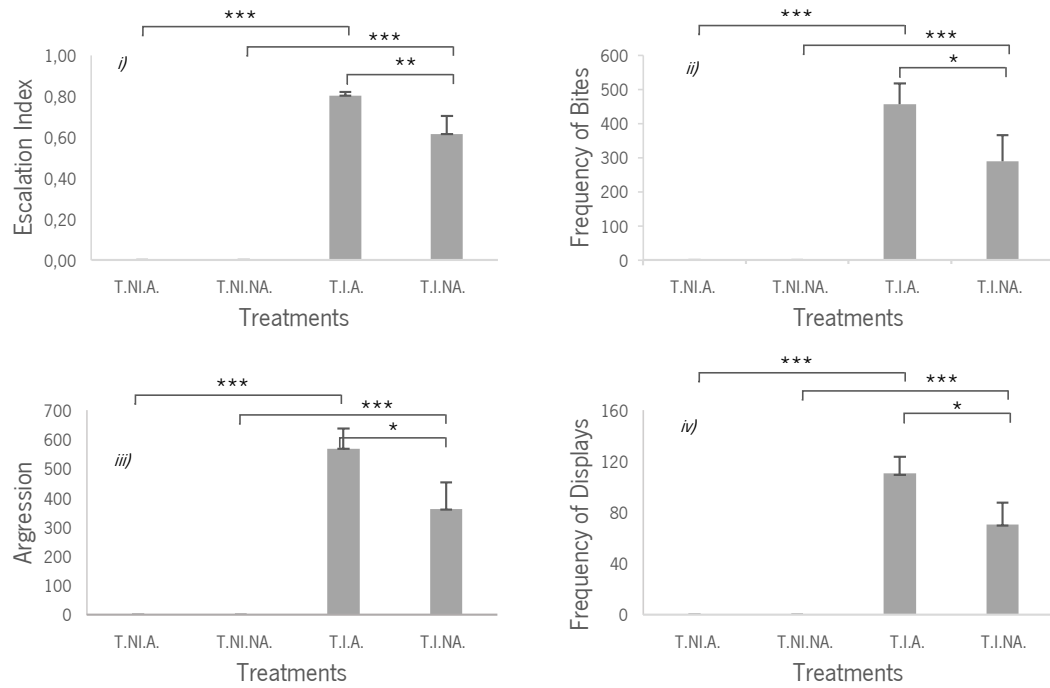 ***
***
**
i)
Escalation Index
1,00
0,80
0,60
0,40
0,20
0,00
T.NI.A. T.NI.NA. T.I.A. T.I.NA.
Treatments
***
***
*
ii)
Frequency of Bites
600
500
400
300
200
100
0
T.NI.A. T.NI.NA. T.I.A. T.I.NA.
Treatments
***
***
*
iii)
Argression
700
600
500
400
300
200
100
0
T.NI.A. T.NI.NA. T.I.A. T.I.NA.
Treatments
***
***
*
iv)
Frequency of Displays
160
120
80
40
0
T.NI.A. T.NI.NA. T.I.A. T.I.NA.
Treatments